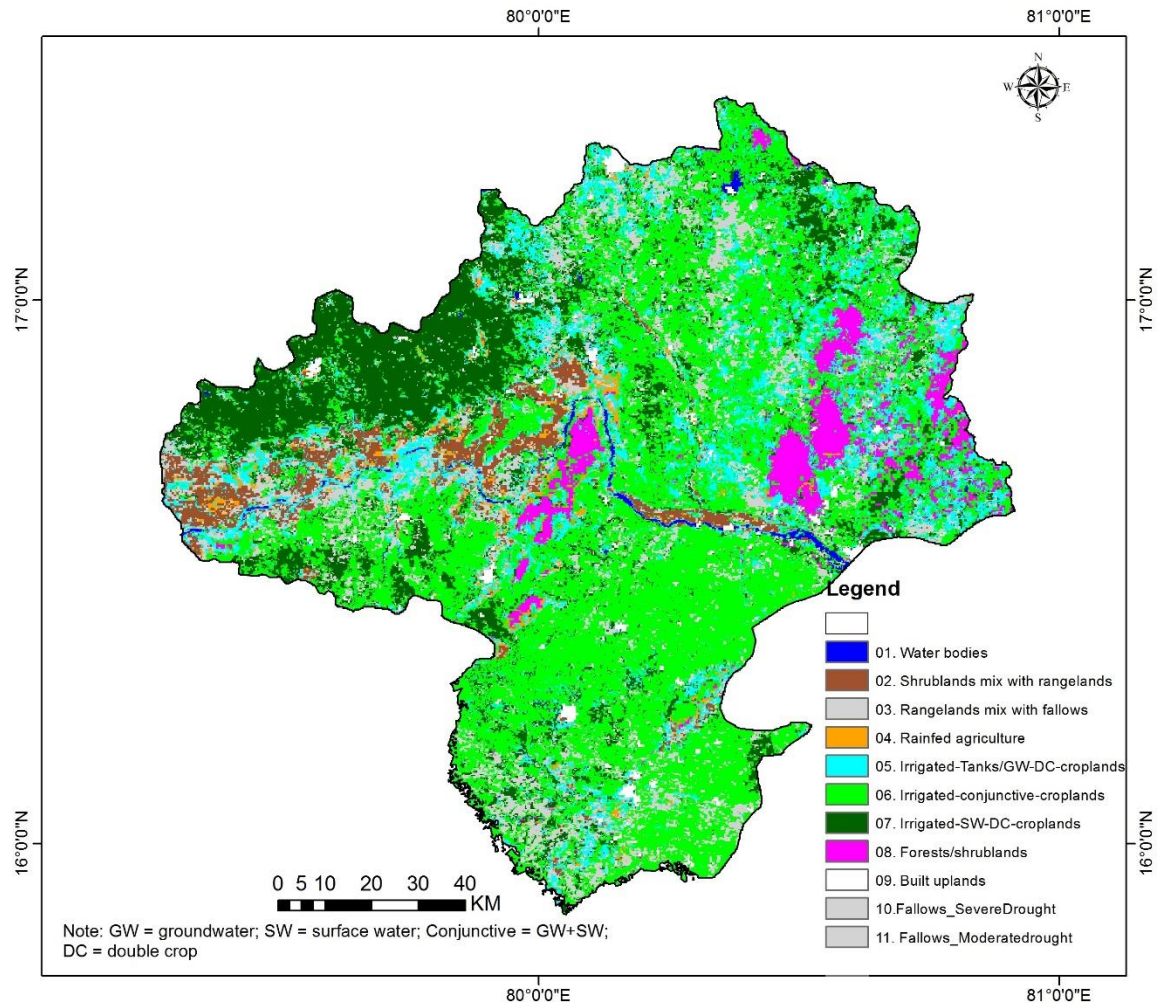 80°0'0"E 81°0'0"E
N
W E
S
17°0'0"N 17°0'0"N
Legend
01. Water bodies
02. Shrublands mix with rangelands
03. Rangelands mix with fallows
04. Rainfed agriculture
05. Irrigated-Tanks/GW-DC-croplands
06. Irrigated-conjunctive-croplands
07. Irrigated-SW-DC-croplands
08. Forests/shrublands
09. Built uplands
10.Fallows_SevereDrought
11. Fallows_Moderatedrought
16°0'0"N 16°0'0"N
0 5 10 20 30 40
KM
Note: GW = groundwater; SW = surface water; Conjunctive = GW+SW;
DC = double crop
80°0'0"E 81°0'0"E